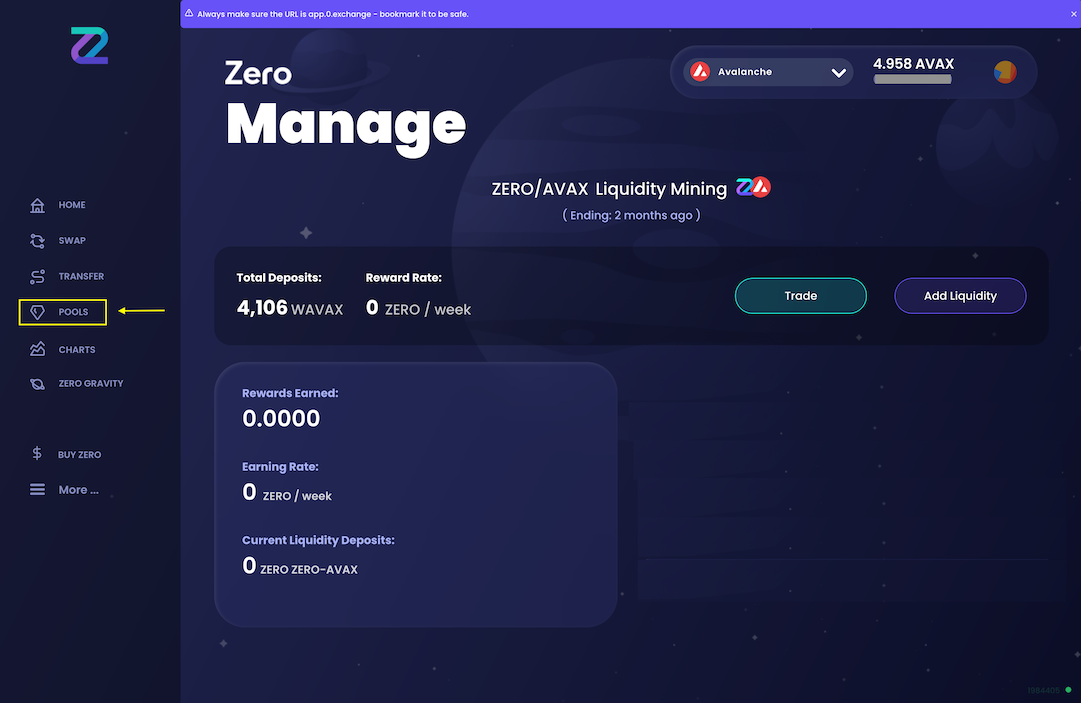 Always make sure the URL is app.0.exchange - bookmark it to be safe.
Zero
Manage
Avalanche
4.958 AVAX
ZERO/AVAX Liquidity Mining
( Ending: 2 months ago )
HOME
SWAP
TRANSFER
POOLS
CHARTS
ZERO GRAVITY
BUY ZERO
More ...
Total Deposits:
4,106 WAVAX
Reward Rate:
0 ZERO / week
Trade
Add Liquidity
Rewards Earned:
0.0000
Earning Rate:
0 ZERO / week
Current Liquidity Deposits:
0 ZERO ZERO-AVAX
1984405